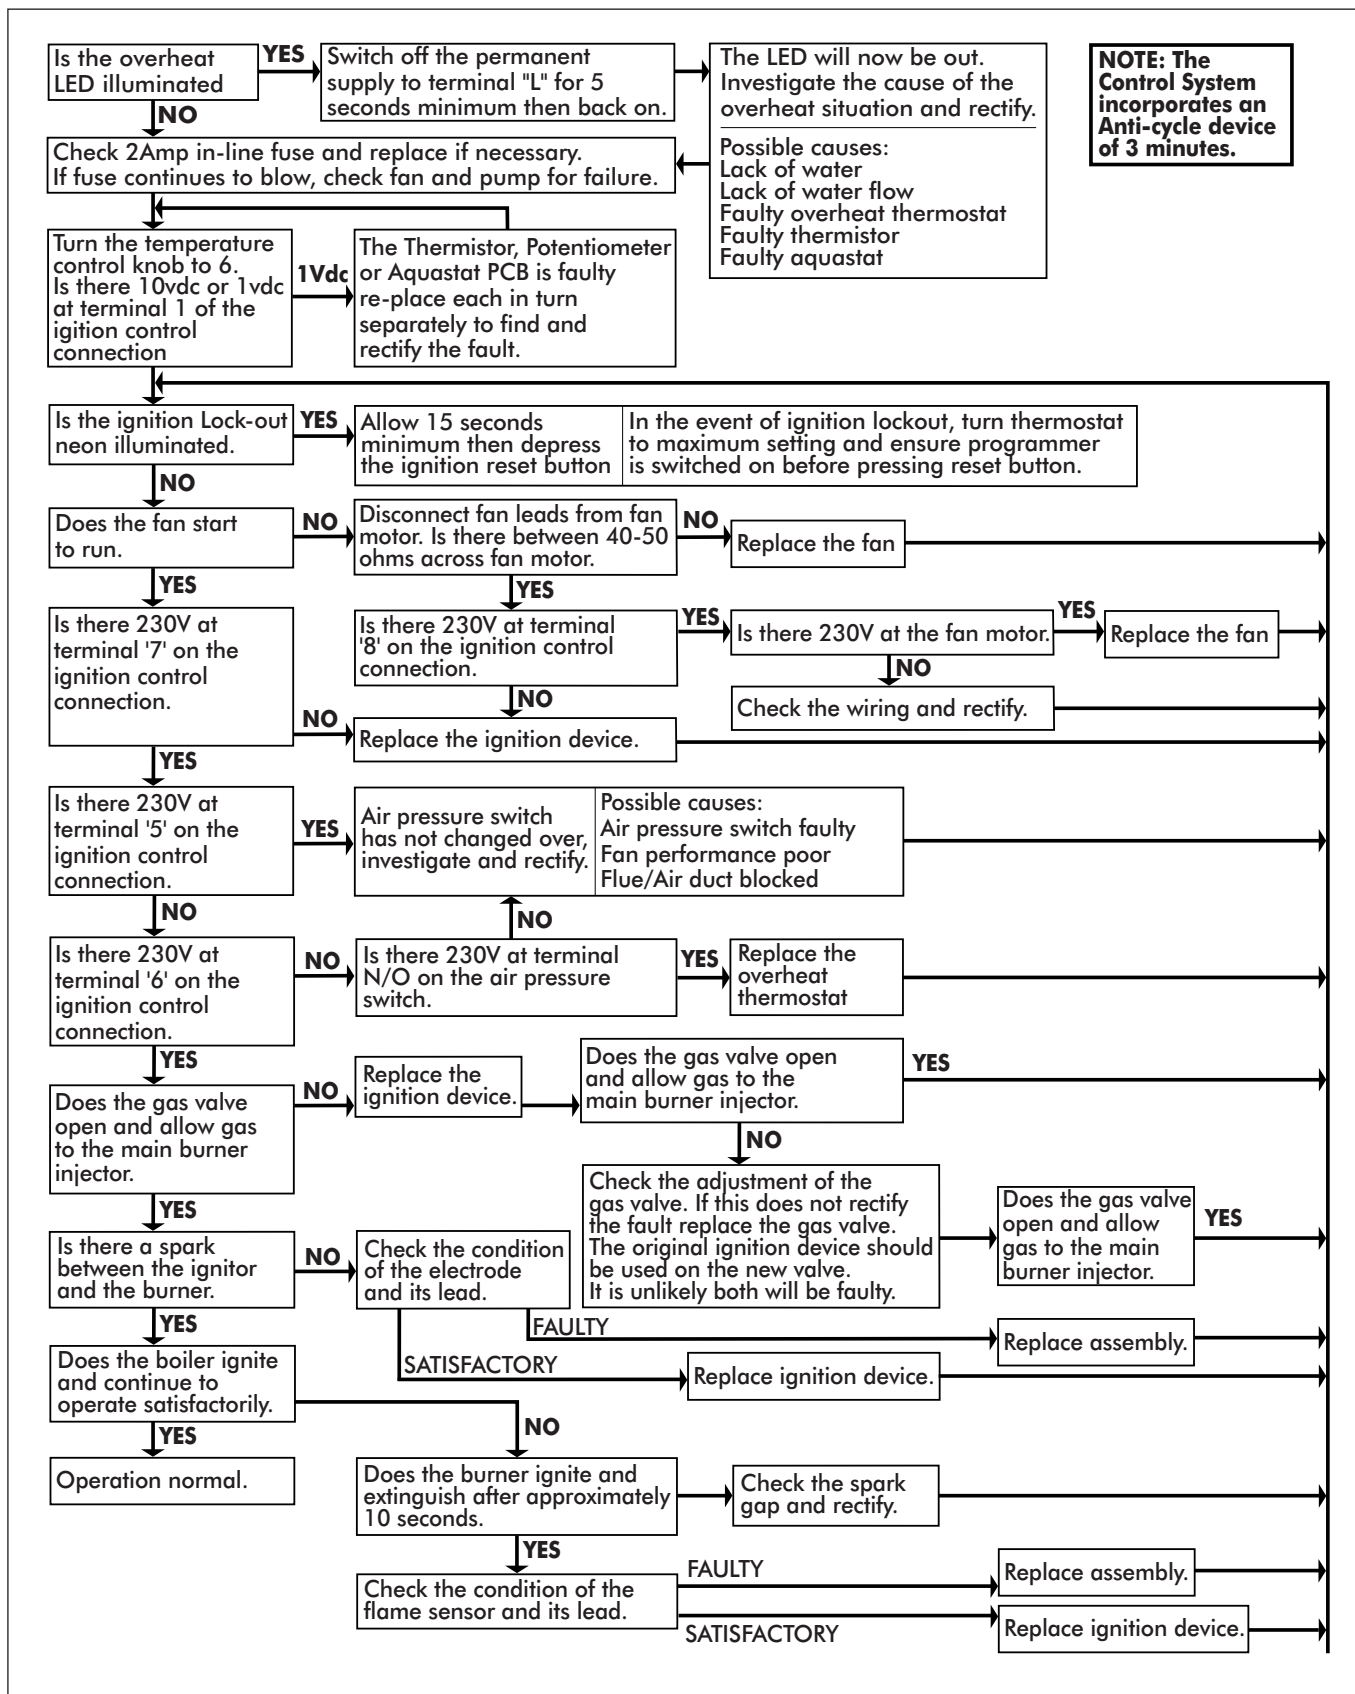 Is the overheat
LED illuminated
YES
Switch off the permanent
supply to terminal "L" for 5
seconds minimum then back on.
The LED will now be out.
Investigate the cause of the
overheat situation and rectify.
Possible causes:
Lack of water
Lack of water flow
Faulty overheat thermostat
Faulty thermistor
Faulty aquastat
NOTE: The
Control System
incorporates an
Anti-cycle device
of 3 minutes.
NO
Check 2Amp in-line fuse and replace if necessary.
If fuse continues to blow, check fan and pump for failure.
Turn the temperature
control knob to 6.
Is there 10vdc or 1vdc
at terminal 1 of the
igition control
connection
1Vdc
The Thermistor, Potentiometer
or Aquastat PCB is faulty
re-place each in turn
separately to find and
rectify the fault.
Is the ignition Lock-out
neon illuminated.
YES
Allow 15 seconds
minimum then depress
the ignition reset button
In the event of ignition lockout, turn thermostat
to maximum setting and ensure programmer
is switched on before pressing reset button.
NO
Does the fan start
to run.
NO
Disconnect fan leads from fan
motor. Is there between 40-50
ohms across fan motor.
NO
Replace the fan
YES
YES
Is there 230V at
terminal '7' on the
ignition control
connection.
Is there 230V at terminal
'8' on the ignition control
connection.
YES
Is there 230V at the fan motor.
YES
Replace the fan
NO
Check the wiring and rectify.
NO
NO
Replace the ignition device.
YES
Is there 230V at
terminal '5' on the
ignition control
connection.
YES
Air pressure switch
has not changed over,
investigate and rectify.
Possible causes:
Air pressure switch faulty
Fan performance poor
Flue/Air duct blocked
NO
NO
Is there 230V at
terminal '6' on the
ignition control
connection.
NO
Is there 230V at terminal
N/O on the air pressure
switch.
YES
Replace the
overheat
thermostat
YES
Does the gas valve
open and allow gas
to the main burner
injector.
NO
Replace the
ignition device.
Does the gas valve open
and allow gas to the
main burner injector.
YES
NO
Check the adjustment of the
gas valve. If this does not rectify
the fault replace the gas valve.
The original ignition device should
be used on the new valve.
It is unlikely both will be faulty.
Does the gas valve
open and allow
gas to the main
burner injector.
YES
YES
Is there a spark
between the ignitor
and the burner.
NO
Check the condition
of the electrode
and its lead.
FAULTY
Replace assembly.
SATISFACTORY
Replace ignition device.
YES
Does the boiler ignite
and continue to
operate satisfactorily.
NO
YES
Operation normal.
Does the burner ignite and
extinguish after approximately
10 seconds.
Check the spark
gap and rectify.
YES
Check the condition of the
flame sensor and its lead.
FAULTY
Replace assembly.
SATISFACTORY
Replace ignition device.